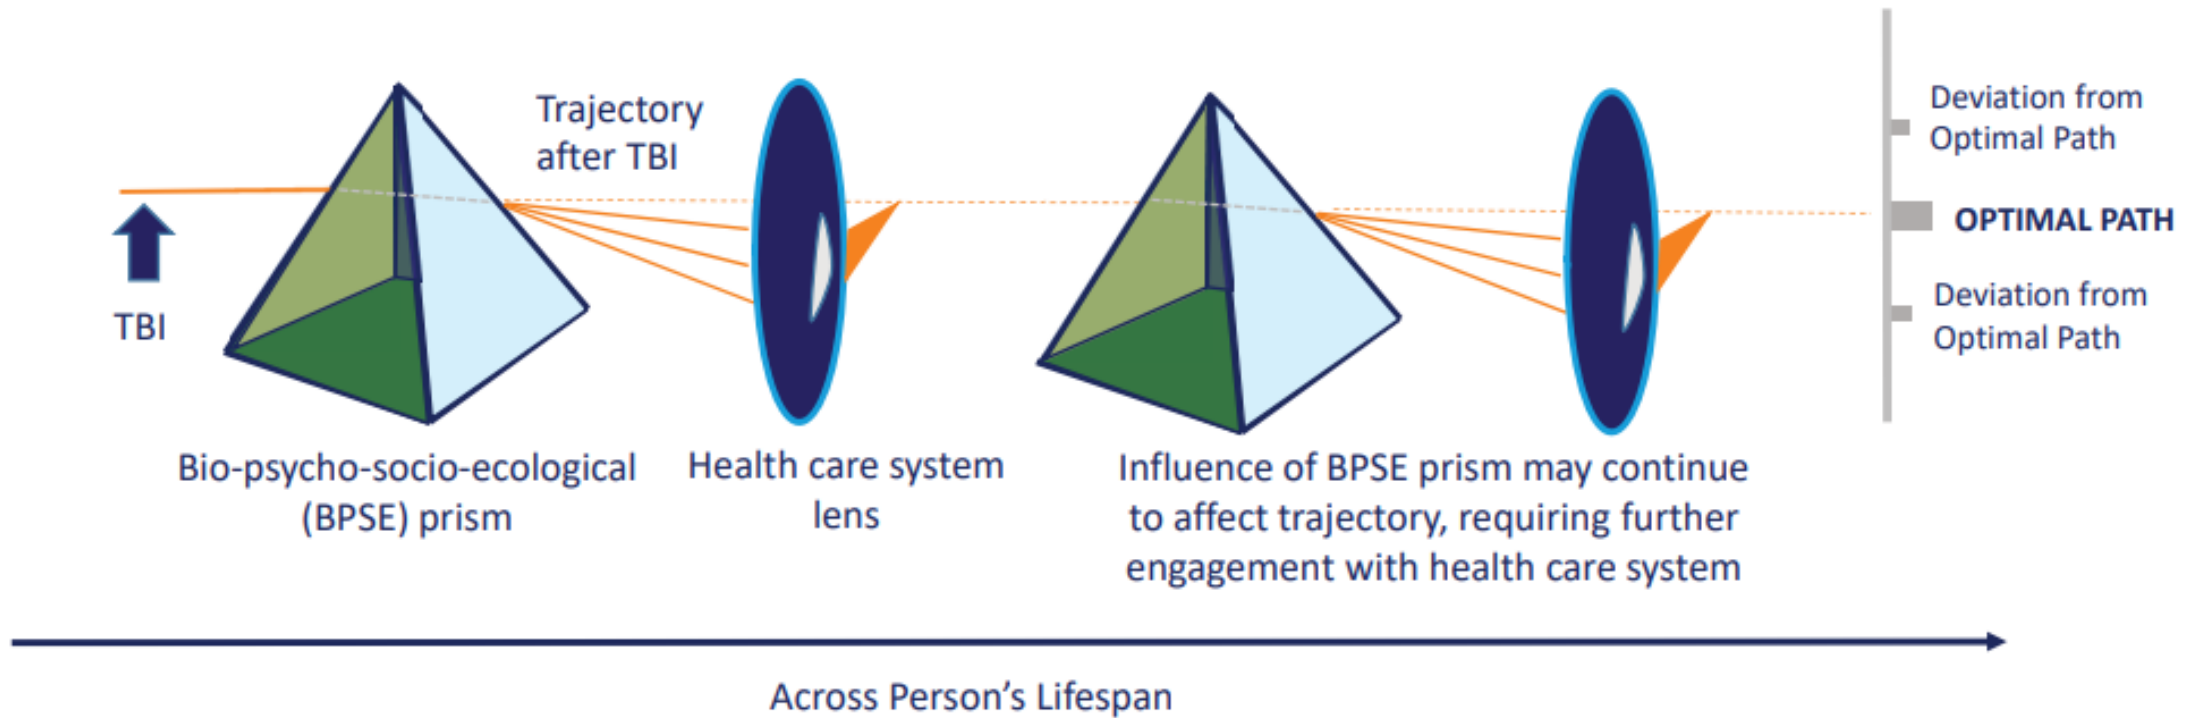 Trajectory
after TBI
TBI
Bio-psycho-socio-ecological
(BPSE) prism
Health care system
lens
Influence of BPSE prism may continue
to affect trajectory, requiring further
engagement with health care system
Deviation from
Optimal Path
OPTIMAL PATH
Deviation from
Optimal Path
Across Person’s Lifespan